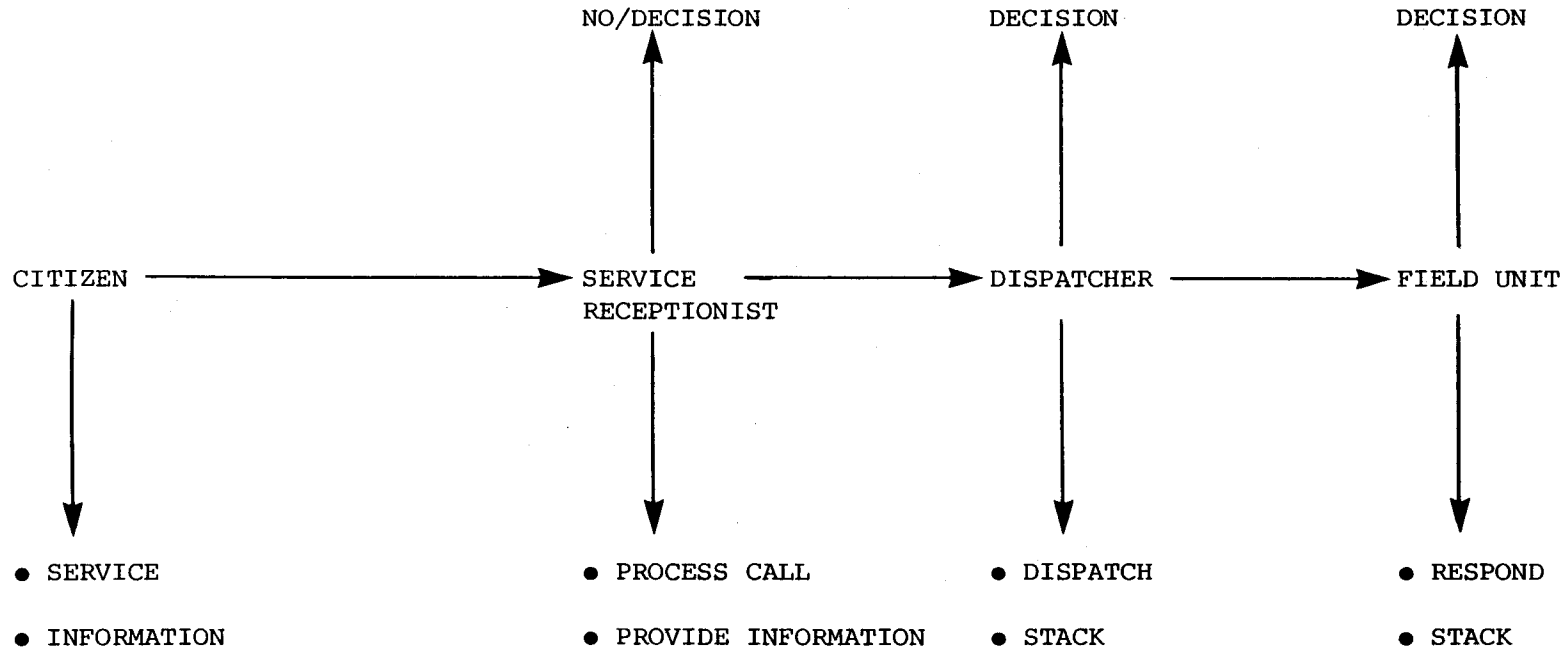 NO/DECISION DECISION DECISION
CITIZEN SERVICE DISPATCHER FIELD UNIT
RECEPTIONIST
● SERVICE ● PROCESS CALL ● DISPATCH ● RESPOND
● INFORMATION ● PROVIDE INFORMATION ● STACK ● STACK